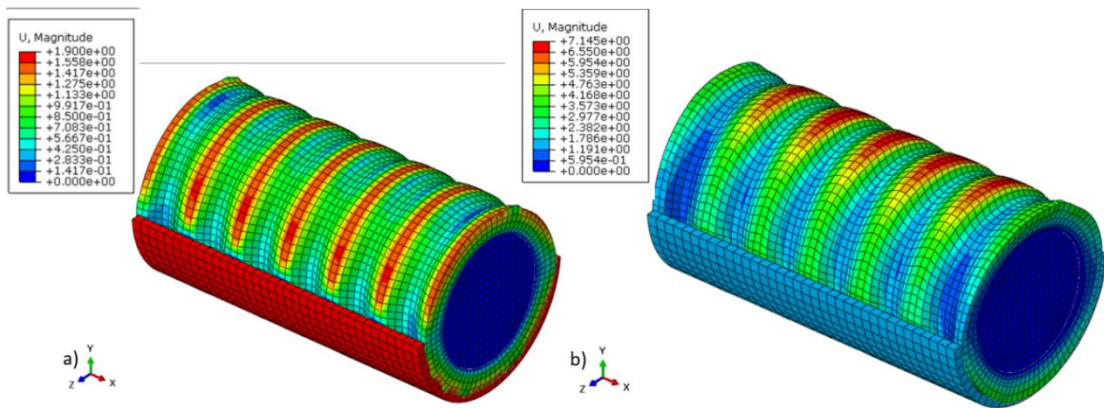 U, Magnitude
+1.900e+00
+1.558e+00
+1.417e+00
+1.275e+00
+1.133e+00
+9.917e-01
+8.500e-01
+7.083e-01
+5.667e-01
+4.250e-01
+2.833e-01
+1.417e-01
+0.000e+00
a)
Y
Z
X
U, Magnitude
+7.145e+00
+6.550e+00
+5.954e+00
+5.359e+00
+4.763e+00
+4.168e+00
+3.573e+00
+2.977e+00
+2.382e+00
+1.786e+00
+1.191e+00
+5.954e-01
+0.000e+00
b)
Y
Z
X